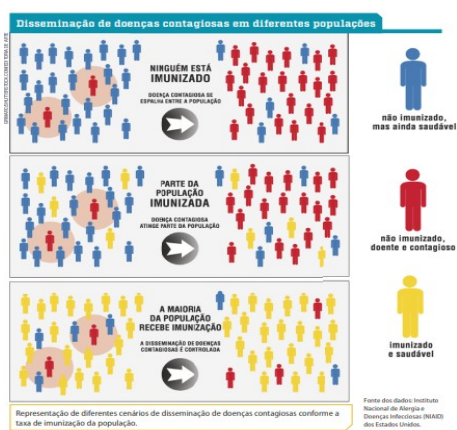 Disseminação de doenças contagiosas em diferentes populações
NINGUÉM ESTÁ
IMUNIZADO
DOENÇA CONTAGIOSA SE
ESPALHA ENTRE A POPULAÇÃO
não imunizado,
mas ainda saudável
PARTE DA
POPULAÇÃO
IMUNIZADA
DOENÇA CONTAGIOSA
ATINGE PARTE DA POPULAÇÃO
não imunizado,
doente e contagioso
A MAIORIA
DA POPULAÇÃO
RECEBE IMUNIZAÇÃO
A DISSEMINAÇÃO DE DOENÇAS
CONTAGIOSAS É CONTROLADA
imunizado
e saudável
Representação de diferentes cenários de disseminação de doenças contagiosas conforme a
taxa de imunização da população.
Fonte dos dados: Instituto
Nacional de Alergia e
Doenças Infecciosas (NIAID)
dos Estados Unidos.